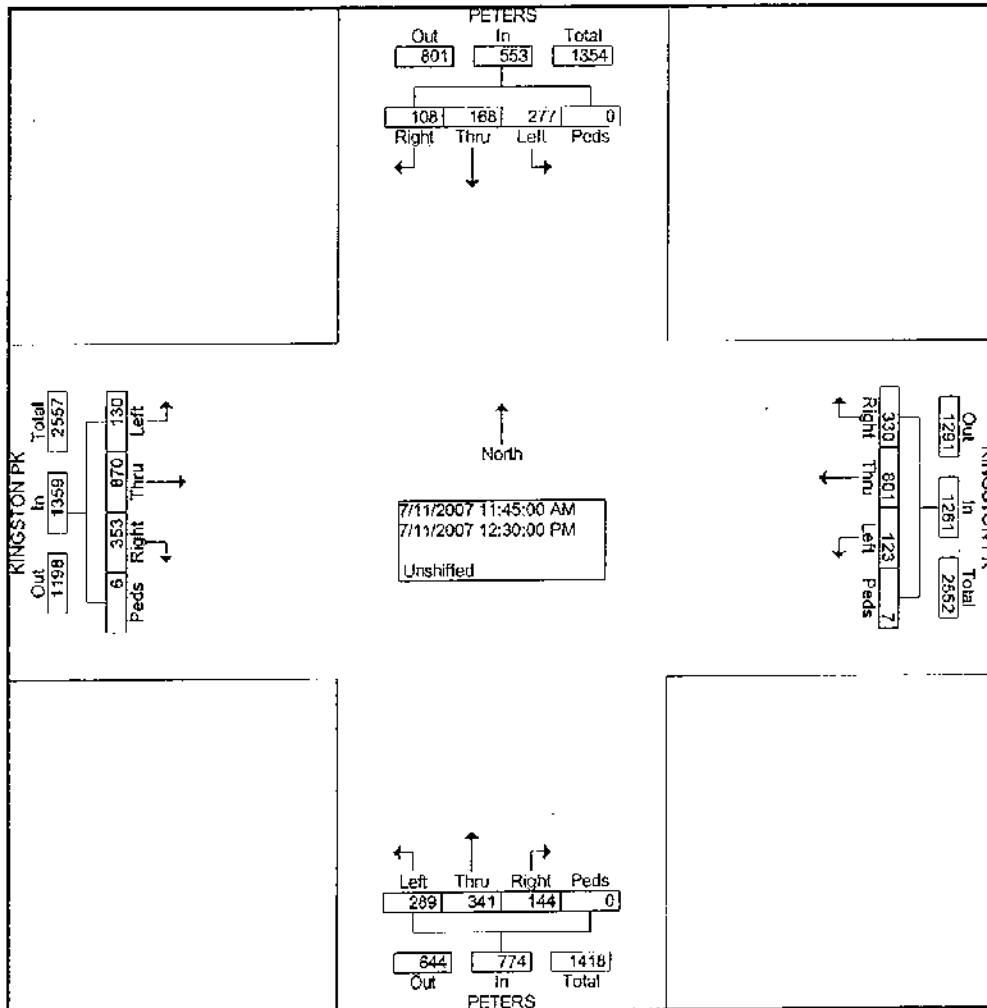 PETERS
Out In Total
801 553 1354
108 168 277 0
Right Thru Left Peds
KINGSTON PK
Total In Out
2557 1359 1198
130 870 353 6
Left Thru Right Peds
North
7/11/2007 11:45:00 AM
7/11/2007 12:30:00 PM
Unshifted
Right Thru Left Peds
330 801 123 7
Out In Total
1291 1261 2552
KINGSTON PK
Left Thru Right Peds
289 341 144 0
644 774 1418
Out In Total
PETERS